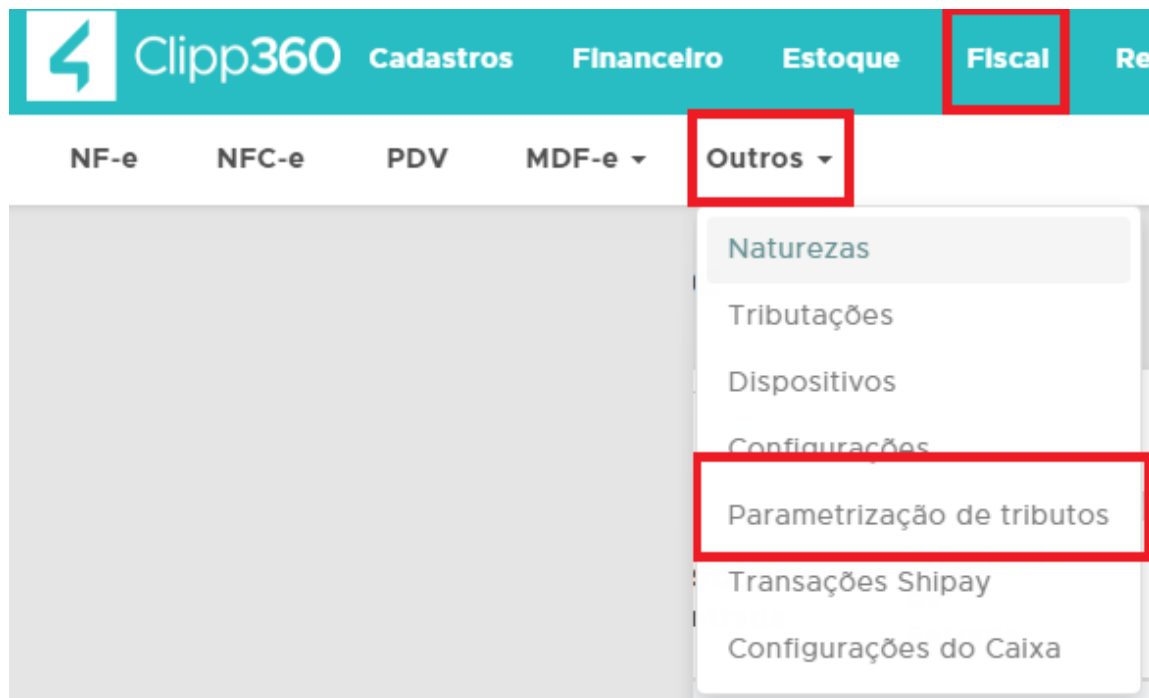 Clipp360 Cadastros Financeiro Estoque Fiscal Re
NF-e NFC-e PDV MDF-e Outros
Naturezas
Tributações
Dispositivos
Configurações
Parametrização de tributos
Transações Shipay
Configurações do Caixa